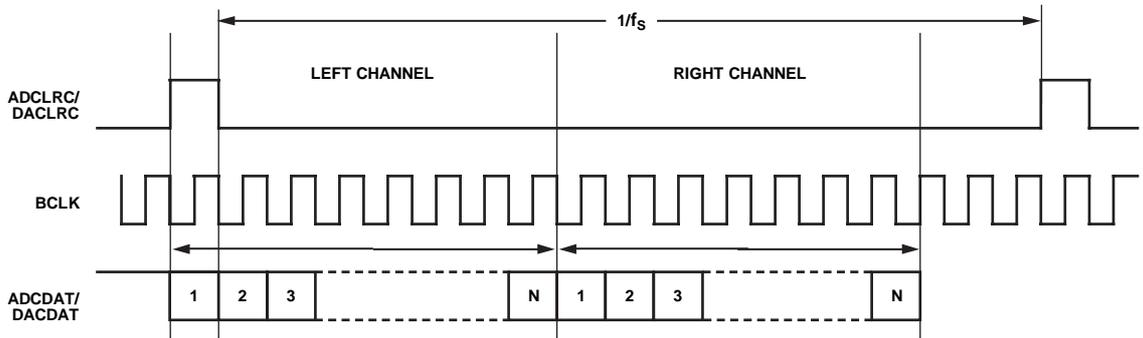 1/fS
LEFT CHANNEL
RIGHT CHANNEL
ADCLRC/
DACLRC
BCLK
ADCDAT/
DACDAT
1 2 3 N 1 2 3 N